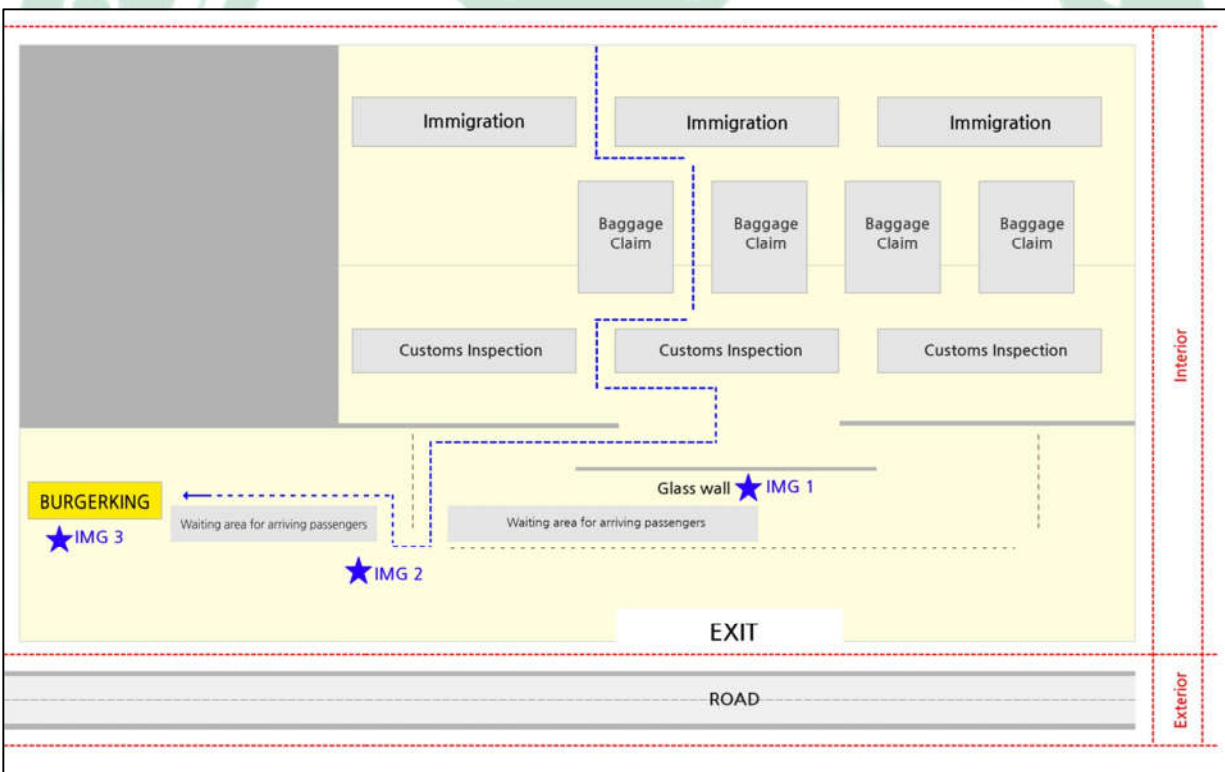 Immigration
Immigration
Immigration
Baggage
Claim
Baggage
Claim
Baggage
Claim
Baggage
Claim
Customs Inspection
Customs Inspection
Customs Inspection
Interior
Glass wall
IMG 1
BURGERKING
Waiting area for arriving passengers
Waiting area for arriving passengers
IMG 3
IMG 2
EXIT
ROAD
Exterior